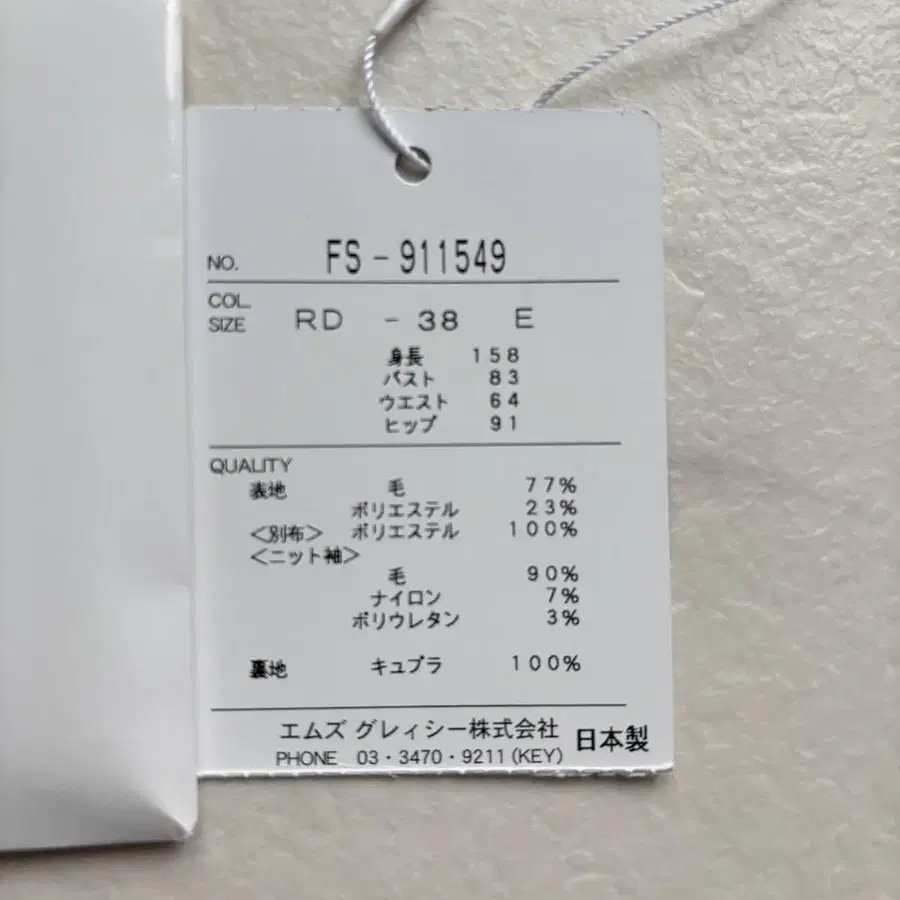 NO. FS-911549
COL.
SIZE RD -38 E
身長 158
バスト 83
ウエスト 64
ヒップ 91
QUALITY
表地 毛 77%
ポリエステル 23%
<別布> ポリエステル 100%
<ニット袖>
毛 90%
ナイロン 7%
ポリウレタン 3%
裏地 キュプラ 100%
エムズ グレィシー株式会社 日本製
PHONE 03・3470・9211(KEY)